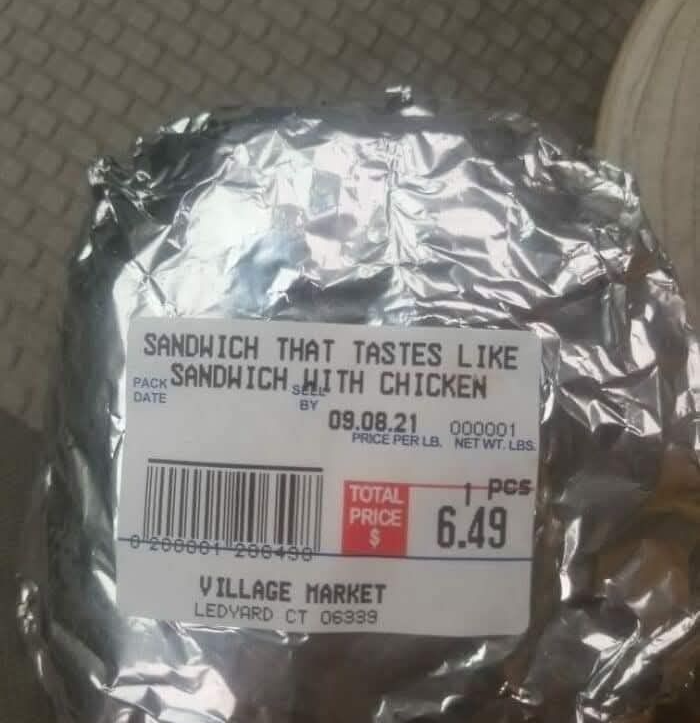 SANDWICH THAT TASTES LIKE
SANDWICH WITH CHICKEN
PACK DATE
SELL BY
09.08.21 000001
PRICE PER LB. NET WT. LBS.
1 pcs
TOTAL PRICE $
6.49
0 200001 200490
VILLAGE MARKET
LEDYARD CT 06339